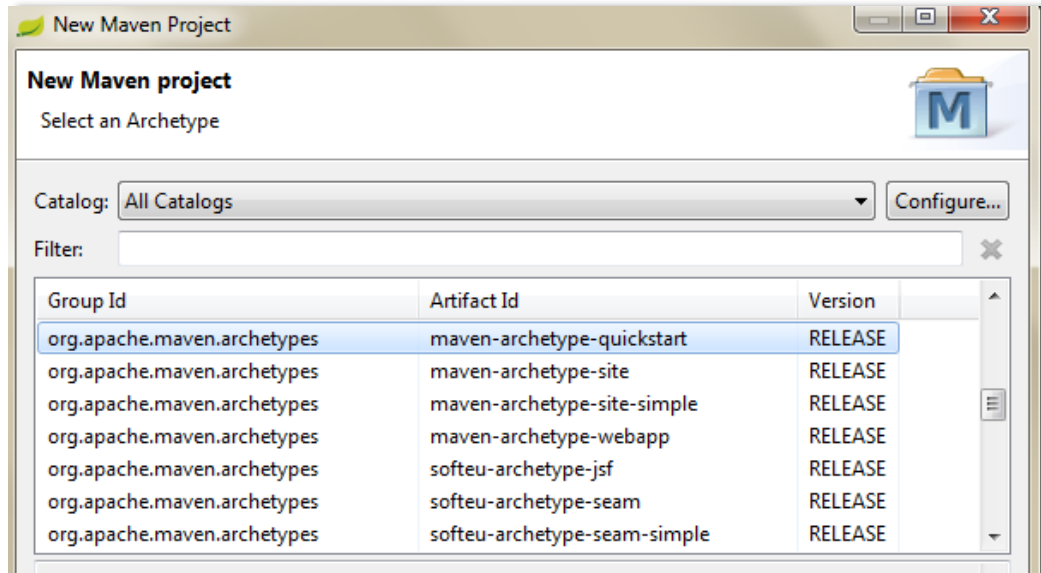 New Maven Project
New Maven project
Select an Archetype
M
Catalog: All Catalogs Configure...
Filter:
Group Id Artifact Id Version
org.apache.maven.archetypes maven-archetype-quickstart RELEASE
org.apache.maven.archetypes maven-archetype-site RELEASE
org.apache.maven.archetypes maven-archetype-site-simple RELEASE
org.apache.maven.archetypes maven-archetype-webapp RELEASE
org.apache.maven.archetypes softeu-archetype-jsf RELEASE
org.apache.maven.archetypes softeu-archetype-seam RELEASE
org.apache.maven.archetypes softeu-archetype-seam-simple RELEASE